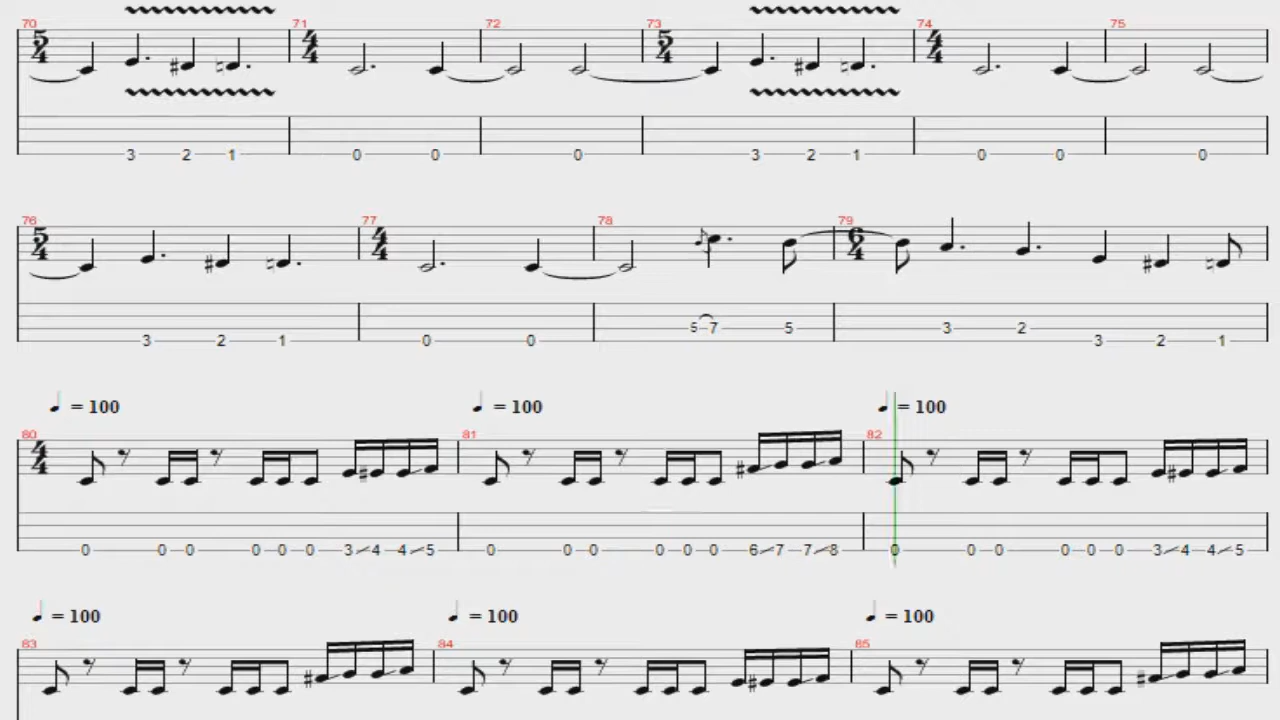 70 71 72 73 74 75
5 4 4 4 5 4 4 4
3 2 1 0 0 0 3 2 1 0 0 0
76 77 78 79
5 4 4 4 6 4
3 2 1 0 0 5 7 5 3 2 3 2 1
= 100 = 100 = 100
80 81 82
4 4
0 0 0 0 0 0 3 4 4 5 0 0 0 0 0 0 6 7 7 8 0 0 0 0 0 0 3 4 4 5
= 100 = 100 = 100
83 84 85